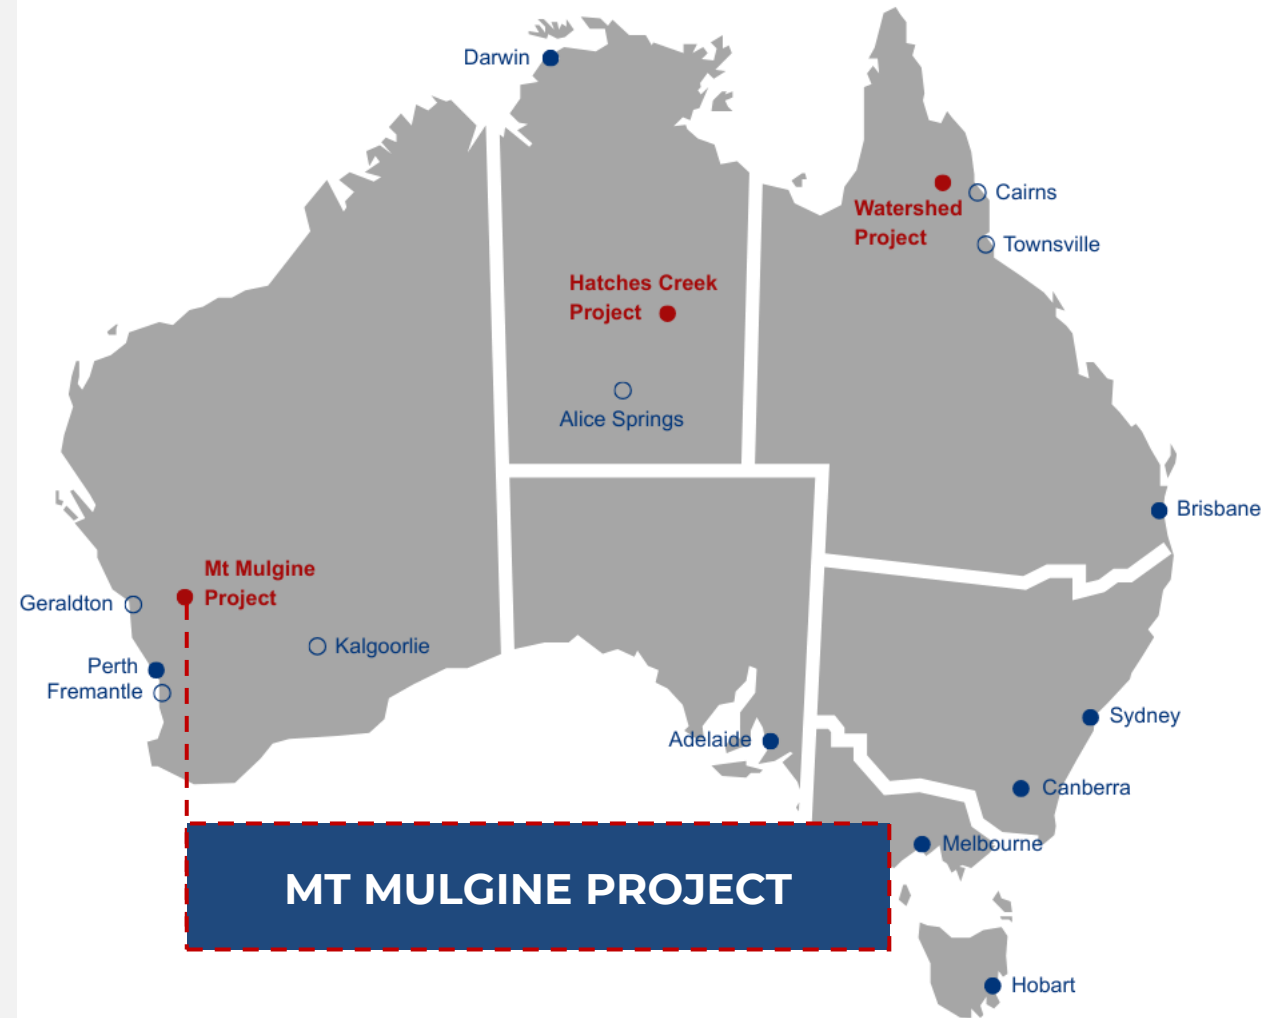 Darwin
Cairns
Watershed
Project
Townsville
Hatches Creek
Project
Alice Springs
Brisbane
Mt Mulgine
Project
Geraldton
Kalgoorlie
Perth
Fremantle
Sydney
Adelaide
Canberra
Melbourne
MT MULGINE PROJECT
Hobart